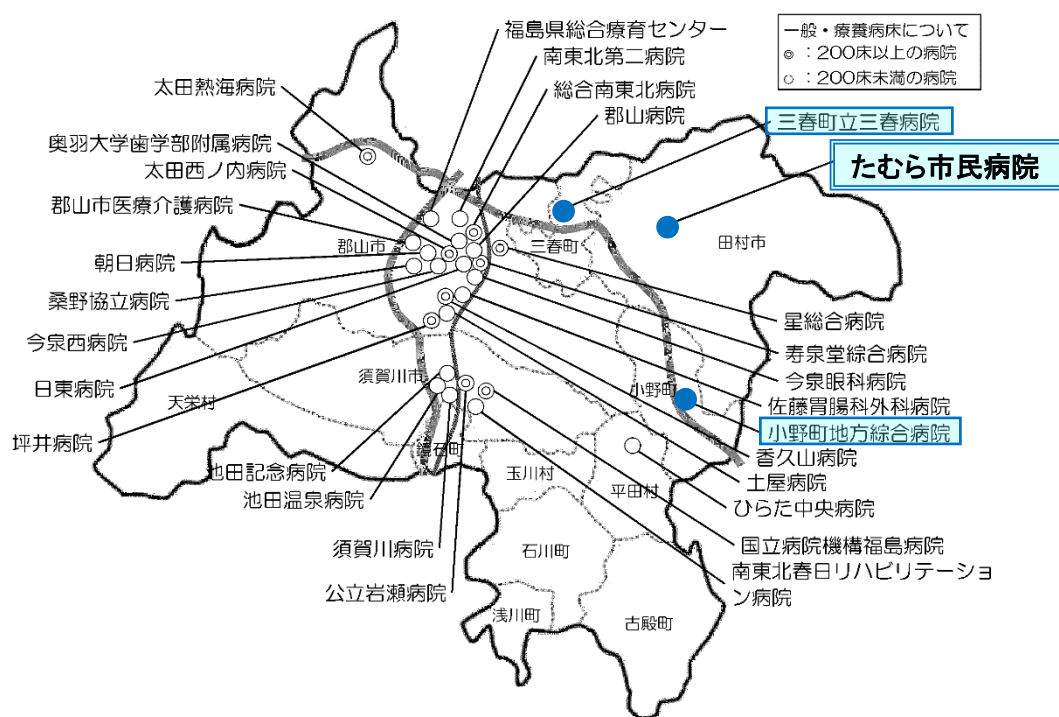 一般・療養病床について
◎ ：200床以上の病院
○ ：200床未満の病院
福島県総合療育センター
南東北第二病院
総合南東北病院
郡山病院
太田熱海病院
奥羽大学歯学部附属病院
太田西ノ内病院
郡山市医療介護病院
朝日病院
桑野協立病院
今泉西病院
日東病院
坪井病院
三春町立三春病院
たむら市民病院
郡山市
三春町
田村市
星総合病院
寿泉堂綜合病院
今泉眼科病院
佐藤胃腸科外科病院
小野町地方綜合病院
香久山病院
土屋病院
ひらた中央病院
国立病院機構福島病院
南東北春日リハビリテーショ
ン病院
須賀川市
天栄村
小野町
石町
池田記念病院
池田温泉病院
須賀川病院
公立岩瀬病院
玉川村
平田村
石川町
浅川町
古殿町